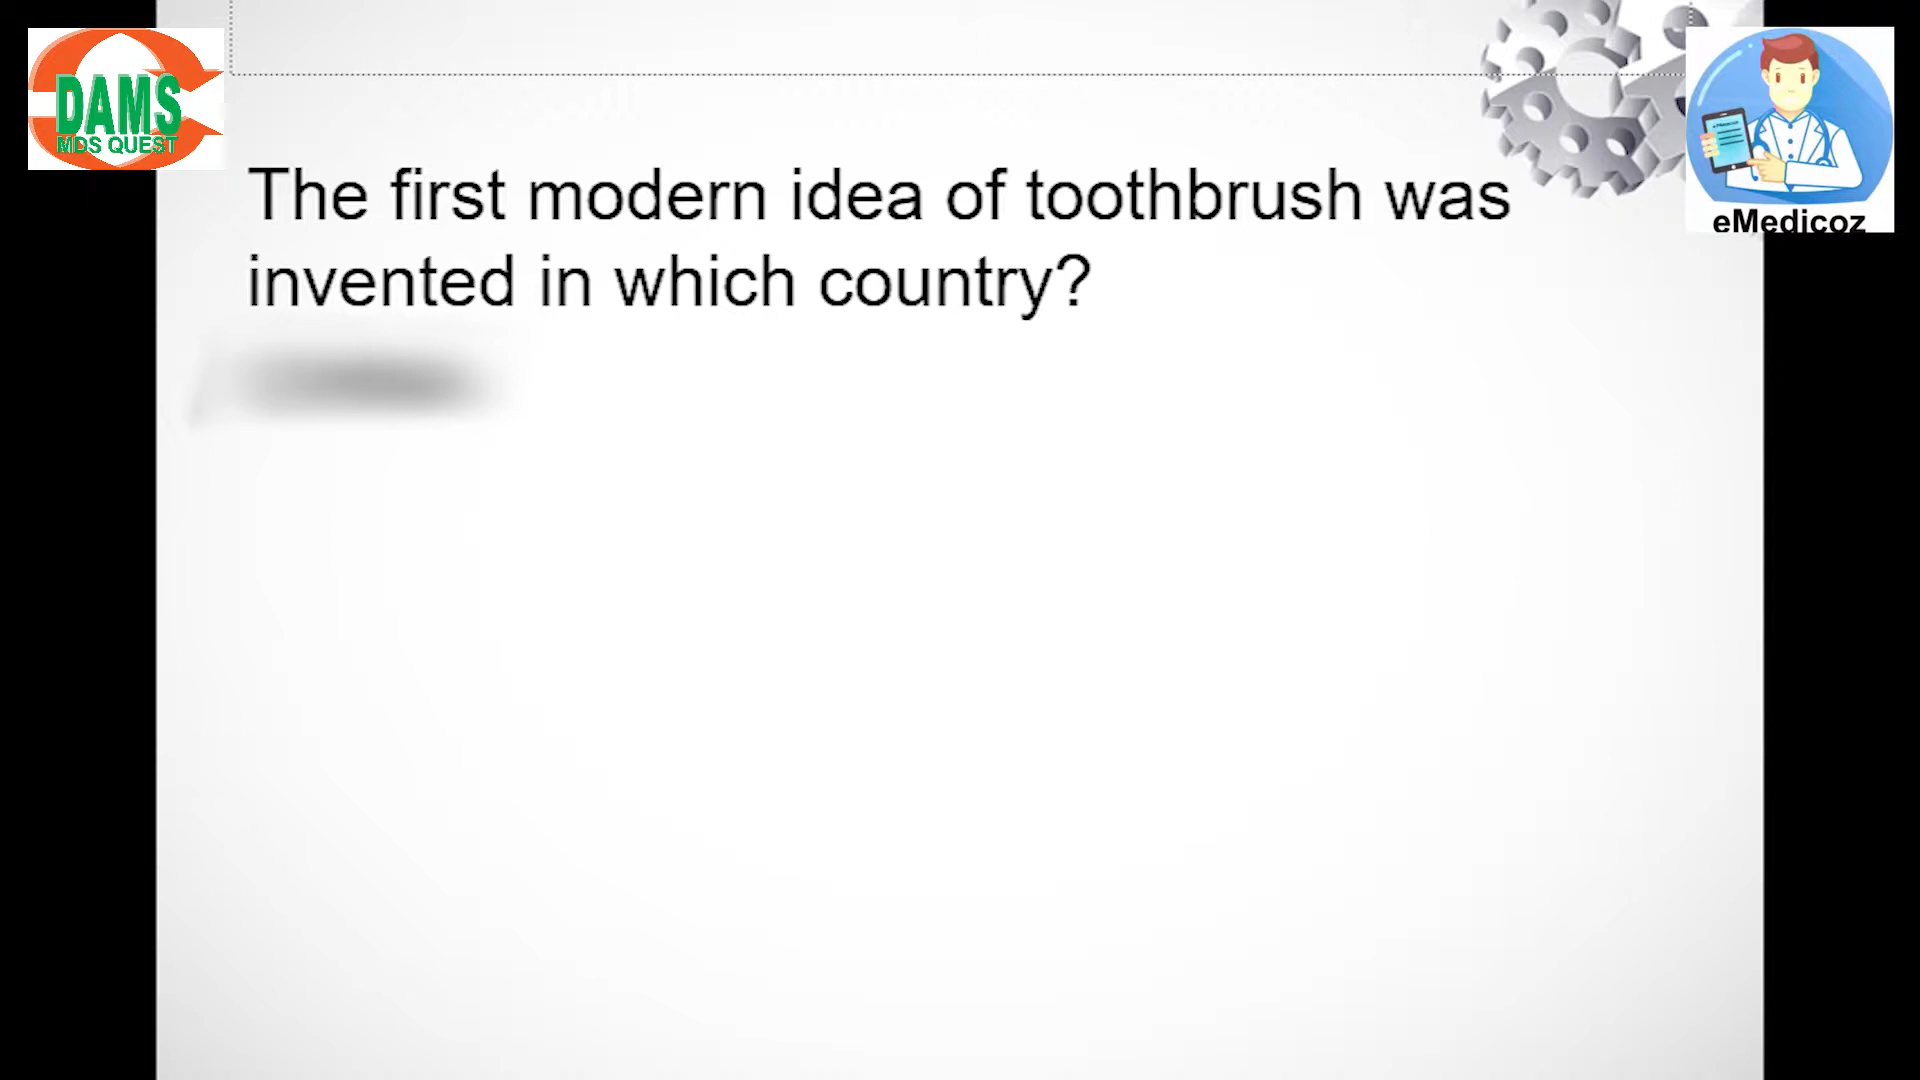 DAMS
MDS QUEST
eMedicoz
The first modern idea of toothbrush was
invented in which country?